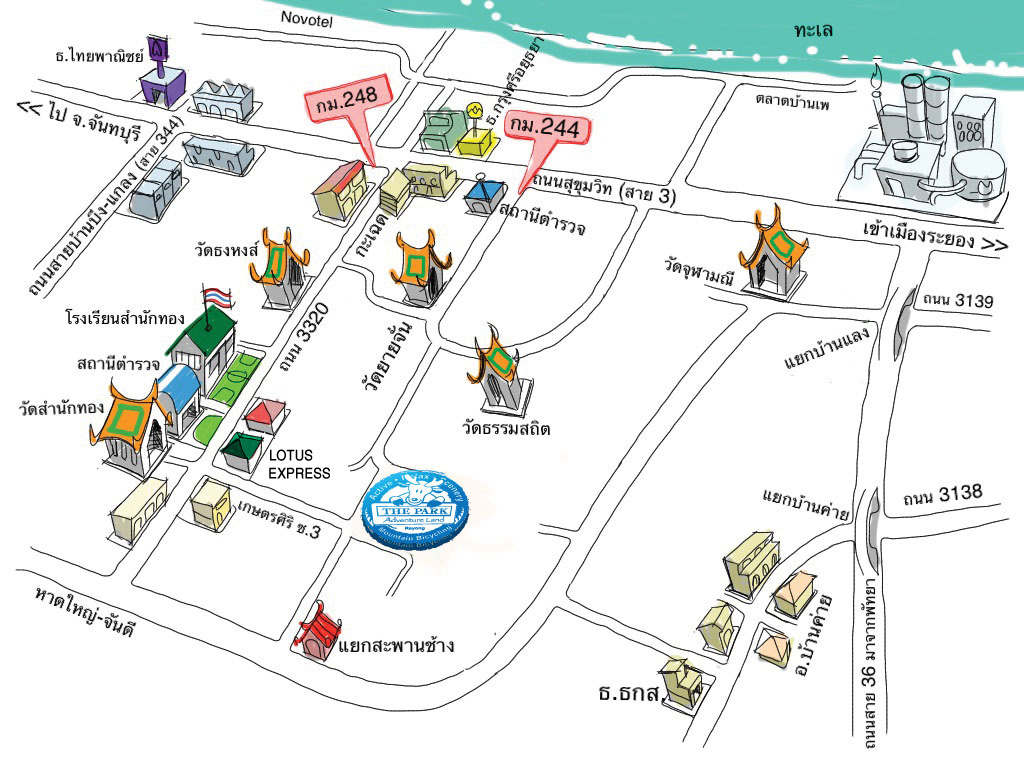 Novotel
ทะเล
ธ.ไทยพาณิชย์
ธ.กรุงศรีอยุธยา
ตลาดบ้านเพ
<< ไป จ.จันทบุรี
กม.248
กม.244
ถนนสายบ้านบึง-แกลง (สาย 344)
ถนนสุขุมวิท (สาย 3)
สถานีตำรวจ
เข้าเมืองระยอง >>
กะเฉด
วัดธงหงส์
วัดจุฬามณี
ถนน 3139
โรงเรียนสำนักทอง
ถนน 3320
แยกบ้านแลง
สถานีตำรวจ
วัดยายจั่น
วัดสำนักทอง
วัดธรรมสถิต
LOTUS
EXPRESS
Active - Relax - Scenery
THE PARK
Adventure Land
Rayong
Mountain Bicycling
แยกบ้านค่าย
ถนน 3138
เกษตรศิริ ซ.3
หาดใหญ่-จันดี
แยกสะพานช้าง
อ.บ้านค่าย
ธ.ธกส.
ถนนสาย 36 มาจากพัทยา